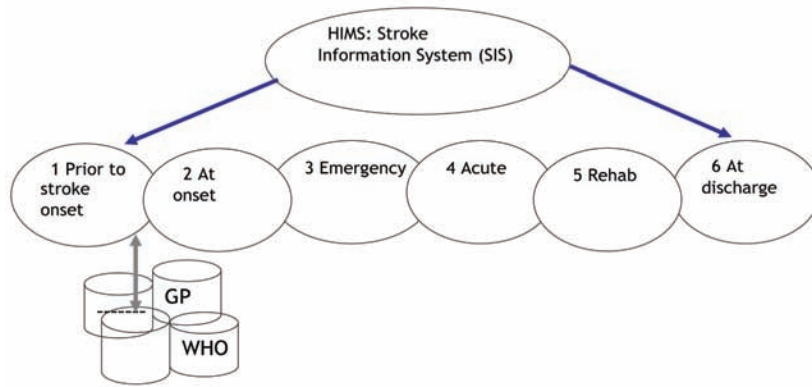 HIMS: Stroke
Information System (SIS)
1 Prior to
stroke
onset
2 At
onset
3 Emergency
4 Acute
5 Rehab
6 At
discharge
GP
WHO